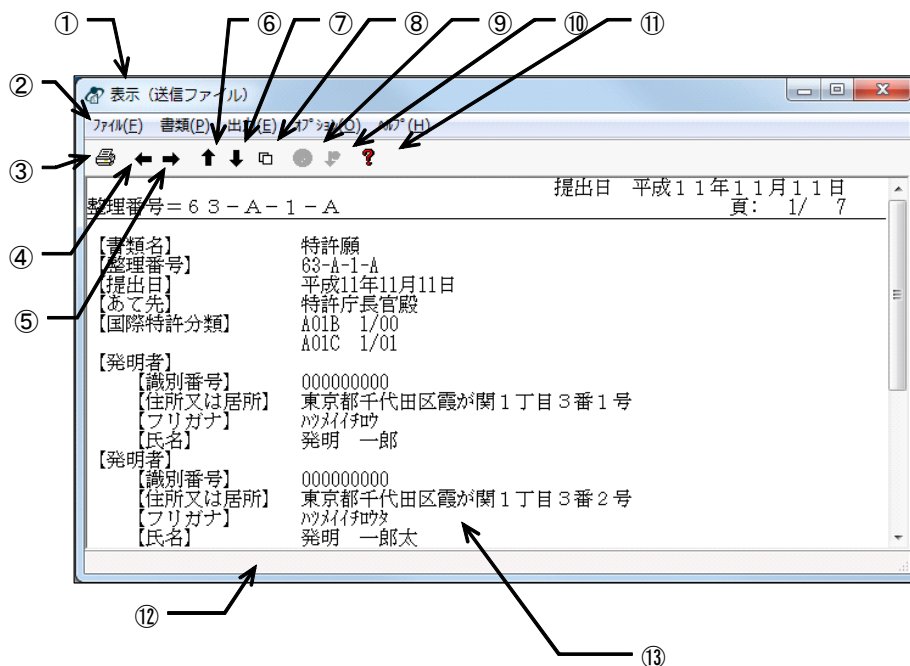 ① ⑥ ⑦ ⑧ ⑨ ⑩ ⑪
②
表示（送信ファイル）
ﾌｧｲﾙ(F) 書類(P) 出力(E) ｵﾌﾟｼｮﾝ(O) ﾍﾙﾌﾟ(H)
③
?
提出日 平成１１年１１月１１日
整理番号＝６３－Ａ－１－Ａ 頁： 1/ 7
④
【書類名】 特許願
【整理番号】 63-A-1-A
【提出日】 平成11年11月11日
【あて先】 特許庁長官殿
⑤
【国際特許分類】 A01B 1/00
A01C 1/01
【発明者】
【識別番号】 000000000
【住所又は居所】 東京都千代田区霞が関１丁目３番１号
【フリガナ】 ﾊﾂﾒｲｲﾁﾛｳ
【氏名】 発明 一郎
【発明者】
【識別番号】 000000000
【住所又は居所】 東京都千代田区霞が関１丁目３番２号
【フリガナ】 ﾊﾂﾒｲｲﾁﾛｳﾀ
【氏名】 発明 一郎太
⑫
⑬